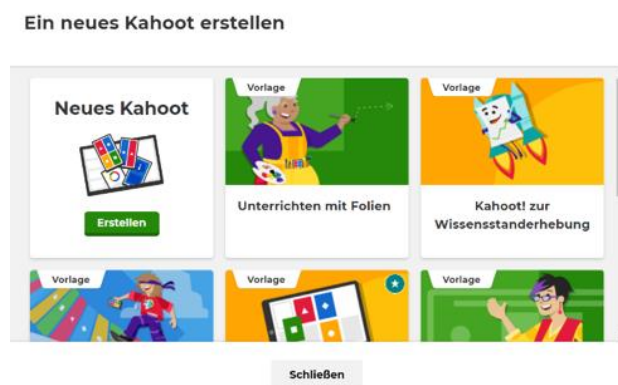 Ein neues Kahoot erstellen
Neues Kahoot
Erstellen
Vorlage
Unterrichten mit Folien
Vorlage
Kahoot! zur
Wissensstanderhebung
Vorlage
Vorlage
Vorlage
Schließen